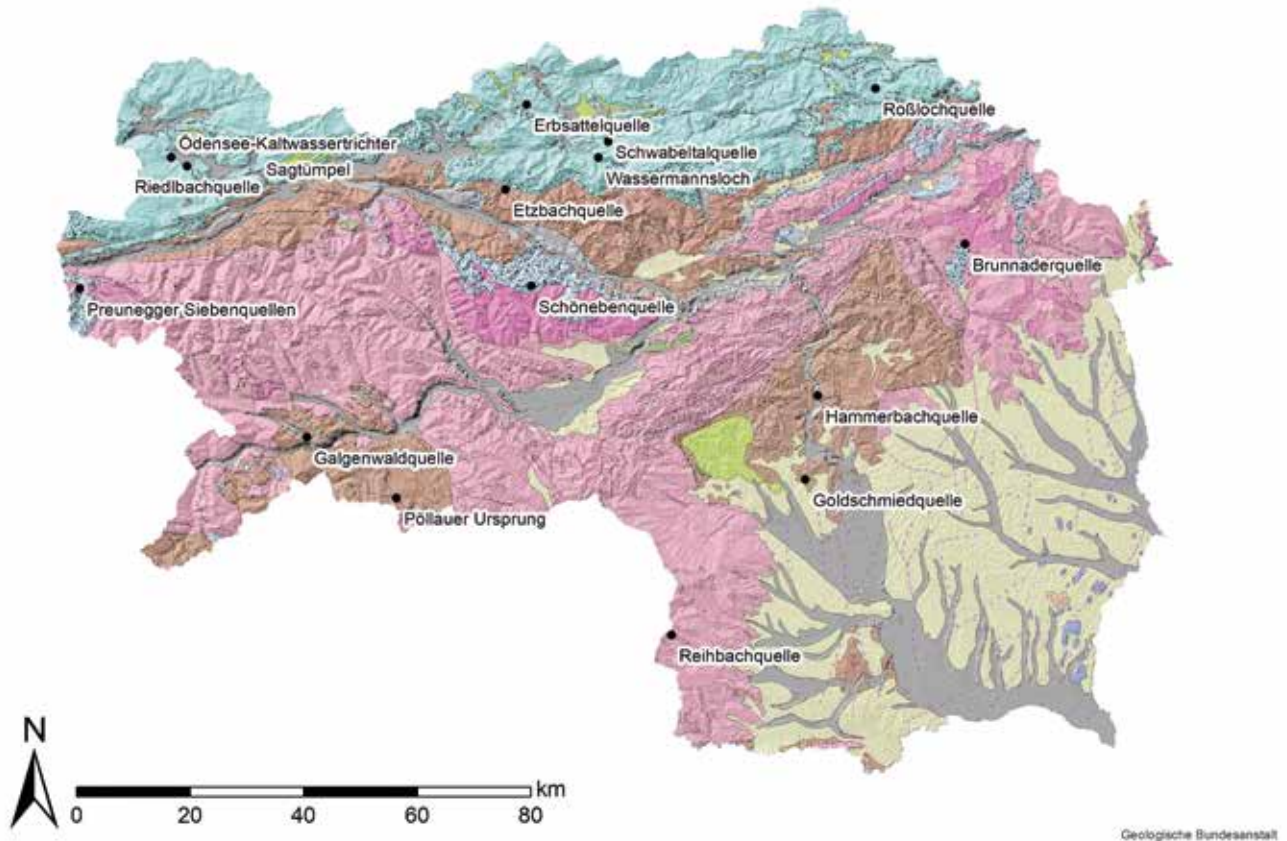 Roßlochquelle
Erbsattelquelle
Ödensee-Kaltwassertrichter
Schwabeltalquelle
Sagtümpel
Wassermannsloch
Riedlbachquelle
Etzbachquelle
Brunnaderquelle
Preunegger Siebenquellen
Schönebenquelle
Hammerbachquelle
Galgenwaldquelle
Goldschmiedquelle
Pöllauer Ursprung
Reihbachquelle
N
km
0 20 40 60 80
Geologische Bundesanstalt